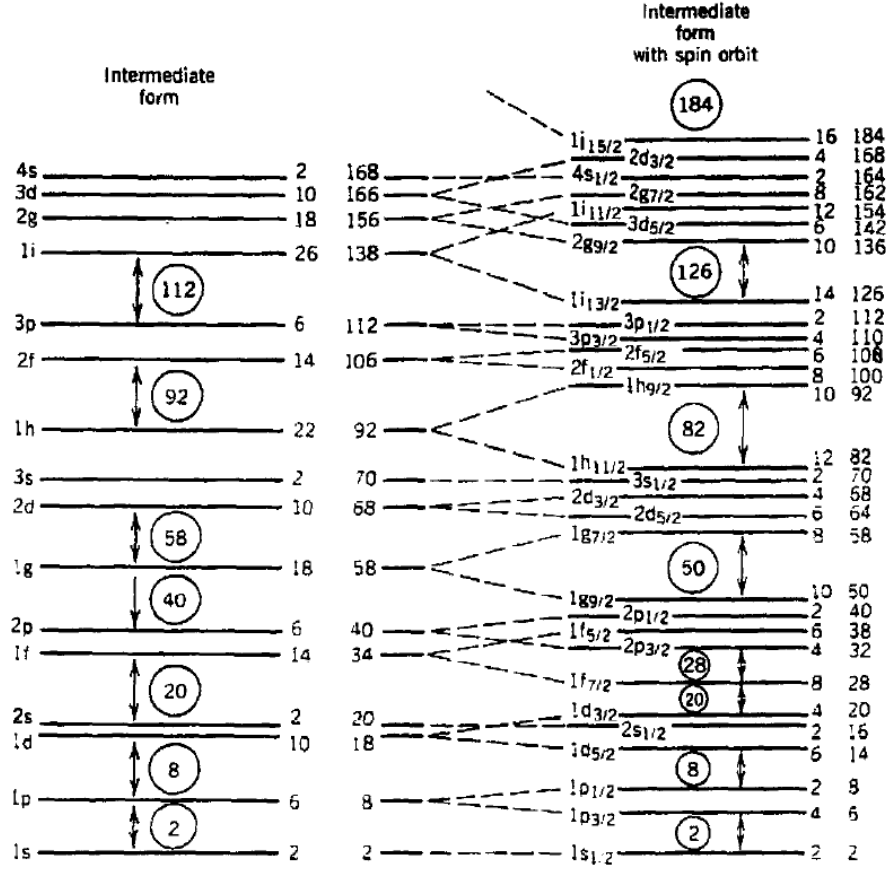 Intermediate
form
4s 2 168
3d 10 166
2g 18 156
1i 26 138
112
3p 6 112
2f 14 106
92
1h 22 92
3s 2 70
2d 10 68
58
1g 18 58
40
2p 6 40
1f 14 34
20
2s 2 20
1d 10 18
8
1p 6 8
2
1s 2 2
Intermediate
form
with spin orbit
184
1j15/2 16 184
2d3/2 4 168
4s1/2 2 164
2g7/2 8 162
1i11/2 12 154
3d5/2 6 142
2g9/2 10 136
126
1i13/2 14 126
3p1/2 2 112
3p3/2 4 110
2f5/2 6 108
2f1/2 8 100
1h9/2 10 92
82
1h11/2 12 82
3s1/2 2 70
2d3/2 4 68
2d5/2 6 64
1g7/2 8 58
50
1g9/2 10 50
2p1/2 2 40
1f5/2 6 38
2p3/2 4 32
28
1f7/2 8 28
20
1d3/2 4 20
2s1/2 2 16
1d5/2 6 14
8
1p1/2 2 8
1p3/2 4 6
2
1s1/2 2 2